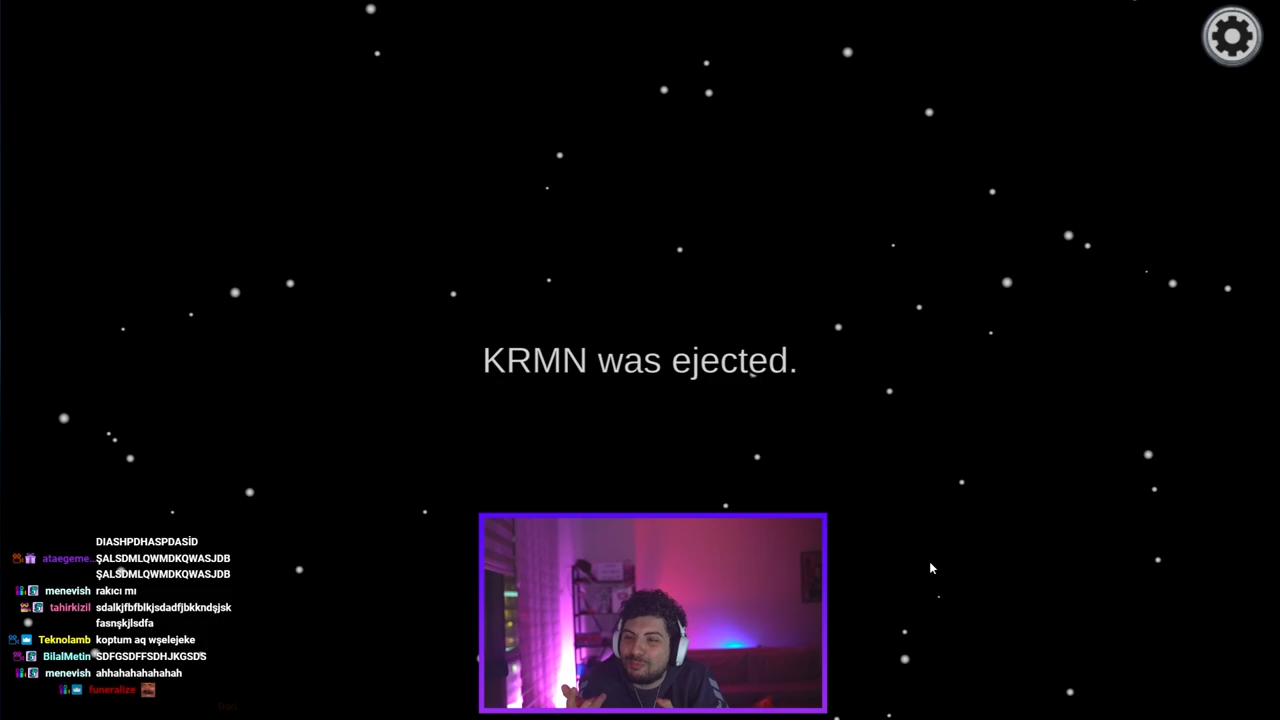 KRMN was ejected.
DIASHPDHASPDASİD
ataegeme... ŞALSDMLQWMDKQWASJDB
ŞALSDMLQWMDKQWASJDB
menevish rakıcı mı
tahirkizil sdalkjfbfblkjsdadfjbkkndşjsk
fasnşkjlsdfa
Teknolamb koptum aq wşelejeke
BilalMetin SDFGSDFFSDHJKGSDS
menevish ahhahahahahahah
funeralize